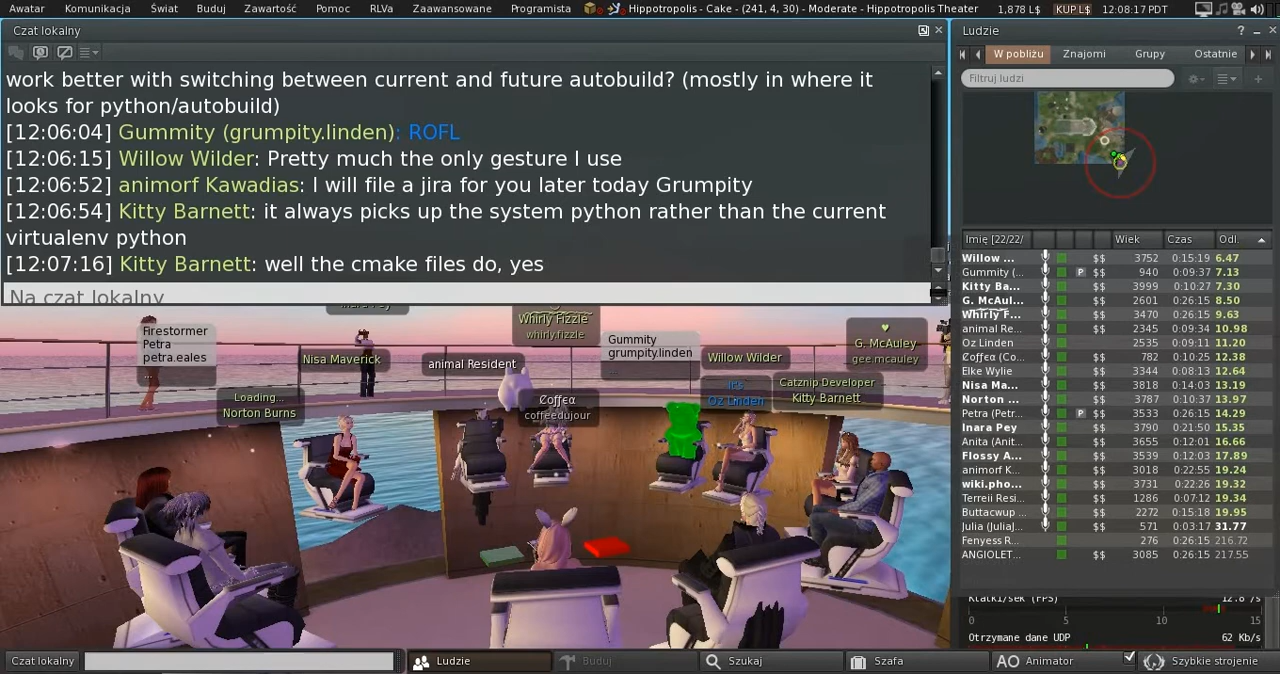 Awatar Komunikacja Świat Buduj Zawartość Pomoc RLVa Zaawansowane Programista Hippotropolis - Cake - (241, 4, 30) - Moderate - Hippotropolis Theater 1,878 L$ KUP L$ 12:08:17 PDT
Czat lokalny
work better with switching between current and future autobuild? (mostly in where it
looks for python/autobuild)
[12:06:04] Gummity (grumpity.linden): ROFL
[12:06:15] Willow Wilder: Pretty much the only gesture I use
[12:06:52] animorf Kawadias: I will file a jira for you later today Grumpity
[12:06:54] Kitty Barnett: it always picks up the system python rather than the current
virtualenv python
[12:07:16] Kitty Barnett: well the cmake files do, yes
Na czat lokalny
Ludzie
W pobliżu Znajomi Grupy Ostatnie
Filtruj ludzi
Imię [22/22/ Wiek Czas Odl.
Willow ... $$ 3752 0:15:19 6.47
Gummity (... P $$ 940 0:09:37 7.13
Kitty Ba... $$ 3999 0:10:27 7.30
G. McAul... $$ 2601 0:26:15 8.50
Whirly F... $$ 3470 0:26:15 9.63
animal Re... $$ 2345 0:09:34 10.98
Oz Linden 2535 0:09:11 11.20
Coffєα (Co... $$ 782 0:10:25 12.38
Elke Wylie $$ 3344 0:08:13 12.64
Nisa Ma... $$ 3818 0:14:03 13.19
Norton ... $$ 3787 0:10:37 13.97
Petra (Petr... P $$ 3533 0:26:15 14.29
Inara Pey $$ 3790 0:21:50 15.35
Anita (Anit... $$ 3655 0:12:01 16.66
Flossy A... $$ 3539 0:12:03 17.89
animorf K... $$ 3018 0:22:55 19.24
wiki.pho... $$ 3731 0:22:26 19.32
Terreii Resi... $$ 1286 0:07:12 19.34
Buttacwup ... $$ 2272 0:15:18 19.95
Julia (JuliaJ... $$ 571 0:03:17 31.77
Fenyess R... 276 0:26:15 216.72
ANGIOLET... $$ 3085 0:26:15 217.55
Klatki/sek (FPS) 12.8 /s
0 5 10 15
Otrzymane dane UDP 62 Kb/s
Firestormer
Petra
petra.eales
...
Nisa Maverick
Loading...
Norton Burns
animal Resident
Whirly Fizzle
whirly.fizzle
Coffєα
coffeedujour
Gummity
grumpity.linden
...
Willow Wilder
It's
Oz Linden
Catznip Developer
Kitty Barnett
G. McAuley
gee.mcauley
Czat lokalny Ludzie Buduj Szukaj Szafa AO Animator Szybkie strojenie